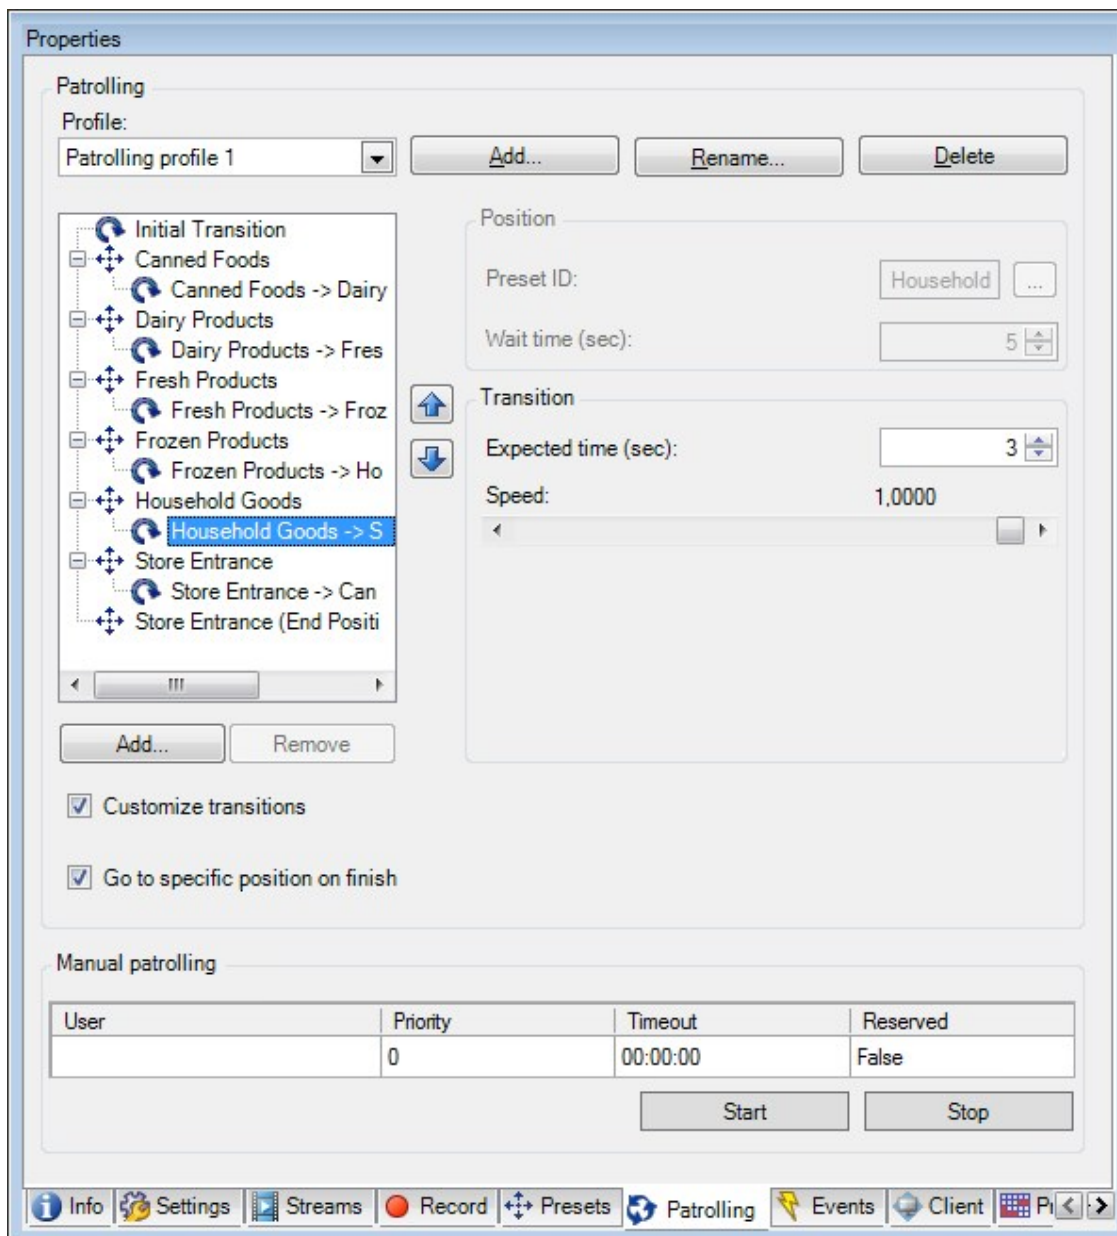 Properties
Patrolling
Profile:
Patrolling profile 1
Add...
Rename...
Delete
Initial Transition
Canned Foods
Canned Foods -> Dairy
Dairy Products
Dairy Products -> Fres
Fresh Products
Fresh Products -> Froz
Frozen Products
Frozen Products -> Ho
Household Goods
Household Goods -> S
Store Entrance
Store Entrance -> Can
Store Entrance (End Positi
Add...
Remove
Position
Preset ID:
Household
...
Wait time (sec):
5
Transition
Expected time (sec):
3
Speed:
1,0000
Customize transitions
Go to specific position on finish
Manual patrolling
User Priority Timeout Reserved
0 00:00:00 False
Start Stop
Info Settings Streams Record Presets Patrolling Events Client